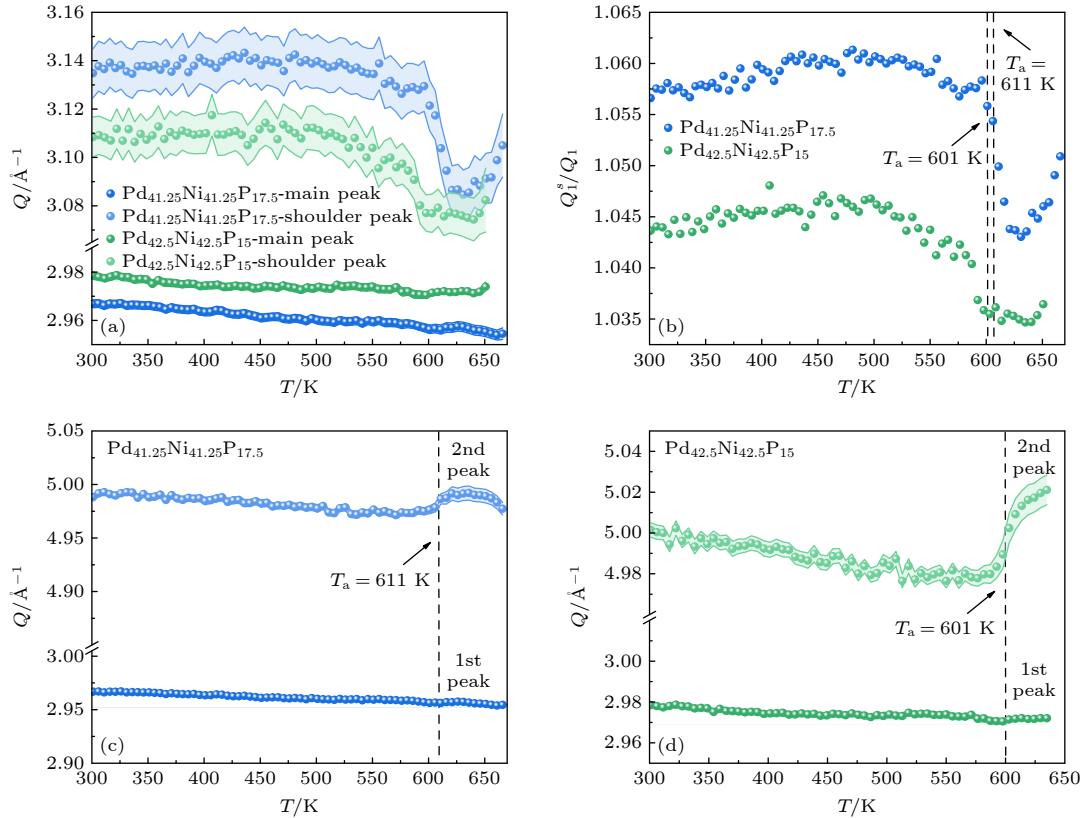 3.16
3.14
3.12
3.10
3.08
2.98
2.96
Q/Å⁻¹
Pd₄₁.₂₅Ni₄₁.₂₅P₁₇.₅-main peak
Pd₄₁.₂₅Ni₄₁.₂₅P₁₇.₅-shoulder peak
Pd₄₂.₅Ni₄₂.₅P₁₅-main peak
Pd₄₂.₅Ni₄₂.₅P₁₅-shoulder peak
(a)
300 350 400 450 500 550 600 650
T/K
1.065
1.060
1.055
1.050
1.045
1.040
1.035
Q₁ˢ/Q₁
Tₐ =
611 K
Pd₄₁.₂₅Ni₄₁.₂₅P₁₇.₅
Pd₄₂.₅Ni₄₂.₅P₁₅
Tₐ = 601 K
(b)
300 350 400 450 500 550 600 650
T/K
5.05
5.00
4.95
4.90
3.00
2.95
2.90
Q/Å⁻¹
Pd₄₁.₂₅Ni₄₁.₂₅P₁₇.₅
2nd
peak
Tₐ = 611 K
1st
peak
(c)
300 350 400 450 500 550 600 650
T/K
5.04
5.02
5.00
4.98
3.00
2.98
2.96
Q/Å⁻¹
Pd₄₂.₅Ni₄₂.₅P₁₅
2nd
peak
Tₐ = 601 K
1st
peak
(d)
300 350 400 450 500 550 600 650
T/K